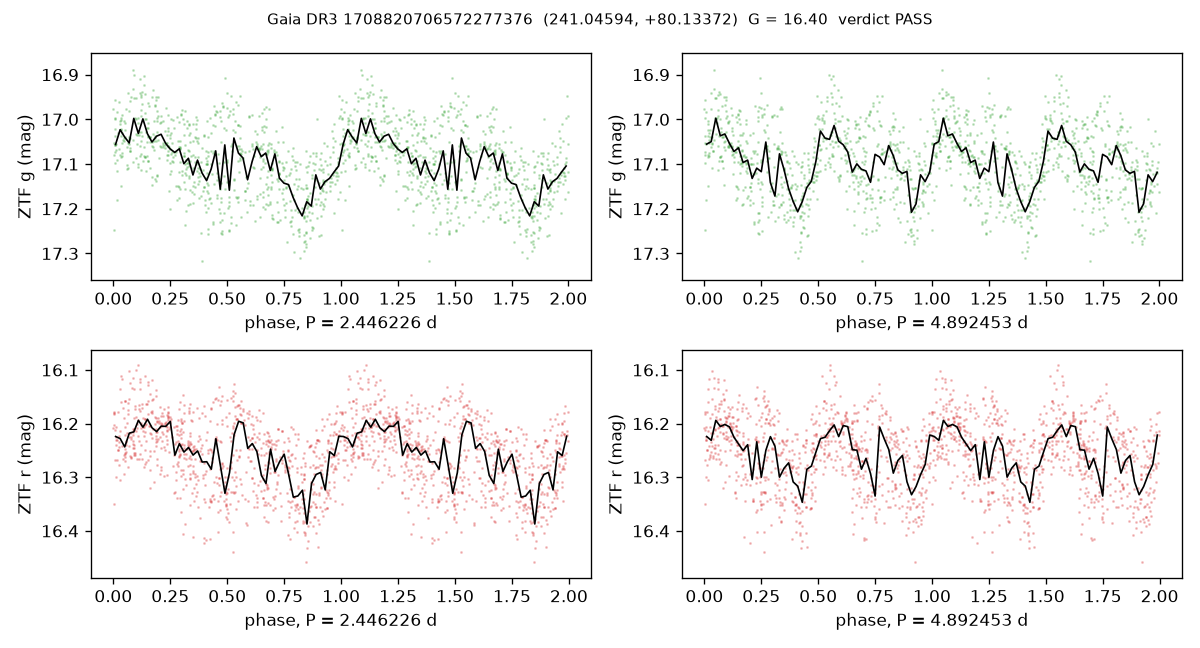 Gaia DR3 1708820706572277376  (241.04594, +80.13372)  G = 16.40  verdict PASS
ZTF g (mag)
16.9
17.0
17.1
17.2
17.3
0.00 0.25 0.50 0.75 1.00 1.25 1.50 1.75 2.00
phase, P = 2.446226 d
ZTF g (mag)
16.9
17.0
17.1
17.2
17.3
0.00 0.25 0.50 0.75 1.00 1.25 1.50 1.75 2.00
phase, P = 4.892453 d
ZTF r (mag)
16.1
16.2
16.3
16.4
0.00 0.25 0.50 0.75 1.00 1.25 1.50 1.75 2.00
phase, P = 2.446226 d
ZTF r (mag)
16.1
16.2
16.3
16.4
0.00 0.25 0.50 0.75 1.00 1.25 1.50 1.75 2.00
phase, P = 4.892453 d